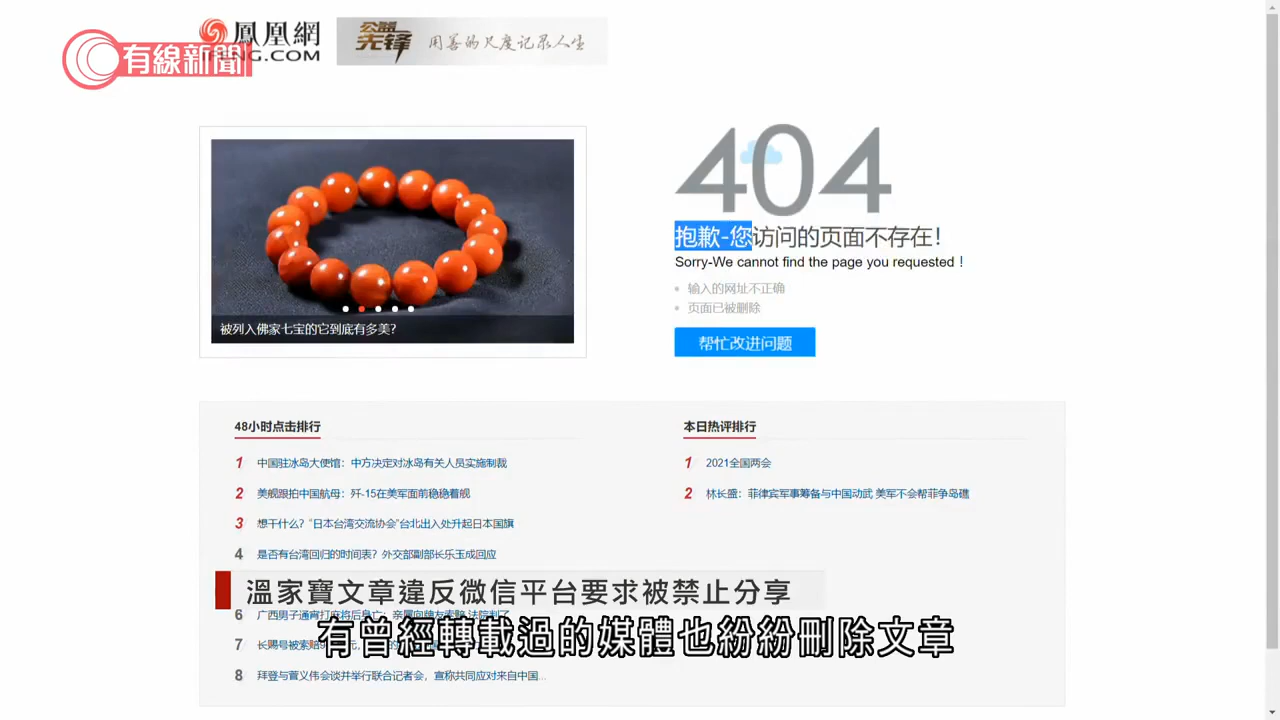 鳳凰網
IFENG.COM
公益先锋
用善的尺度记录人生
有線新聞
404
抱歉-您访问的页面不存在！
Sorry-We cannot find the page you requested！
输入的网址不正确
页面已被删除
帮忙改进问题
被列入佛家七宝的它到底有多美？
48小时点击排行
1 中国驻冰岛大使馆：中方决定对冰岛有关人员实施制裁
2 美舰跟拍中国航母：歼-15在美军面前稳稳着舰
3 想干什么？“日本台湾交流协会”台北出入处升起日本国旗
4 是否有台湾回归的时间表？外交部副部长乐玉成回应
6 广西男子通宵打麻将后身亡：亲属向牌友索赔 法院判了
7 长赐号被索赔
8 拜登与菅义伟会谈并举行联合记者会，宣称共同应对来自中国...
本日热评排行
1 2021全国两会
2 林长盛：菲律宾军事筹备与中国动武 美军不会帮菲争岛礁
溫家寶文章違反微信平台要求被禁止分享
有曾經轉載過的媒體也紛紛刪除文章